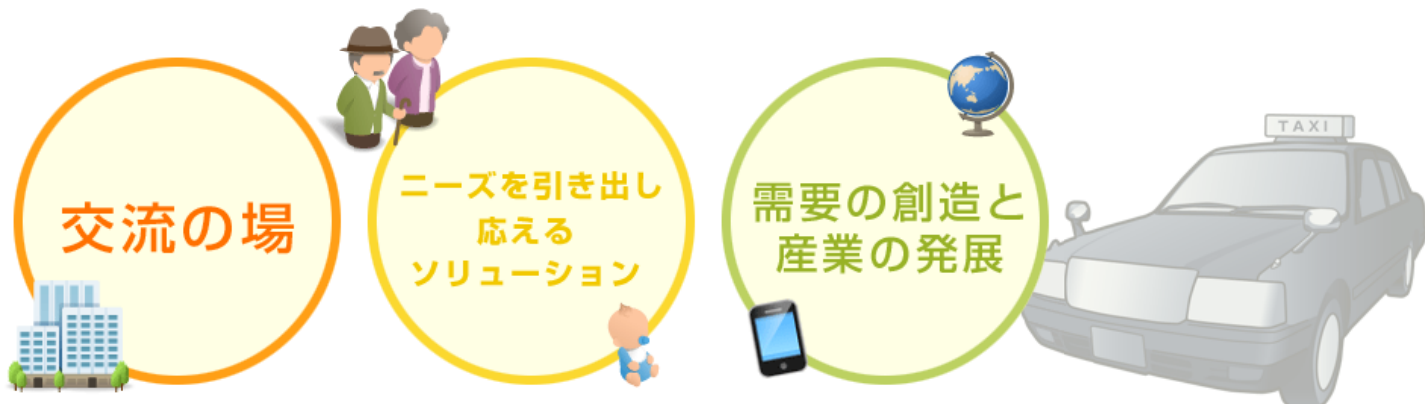 交流の場
ニーズを引き出し
応える
ソリューション
需要の創造と
産業の発展
TAXI